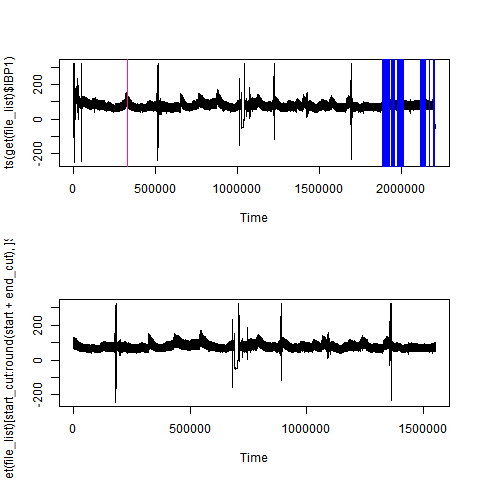 ts(get(file_list)$IBP1)
200
0
-200
0 500000 1000000 1500000 2000000
Time
et(file_list)[start_cut:round(start + end_cut), ]$
200
0
-200
0 500000 1000000 1500000
Time